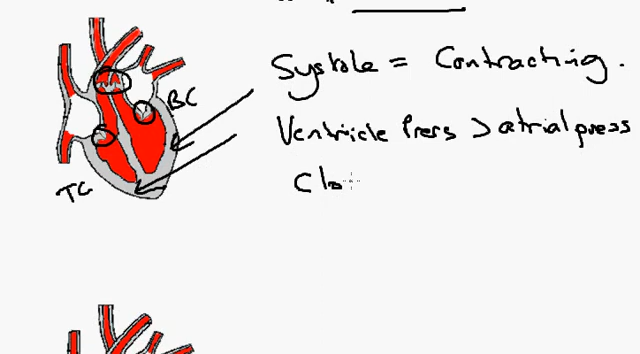 Systole = Contracting.
BC
Ventricle Press > atrial press
Clo
TC